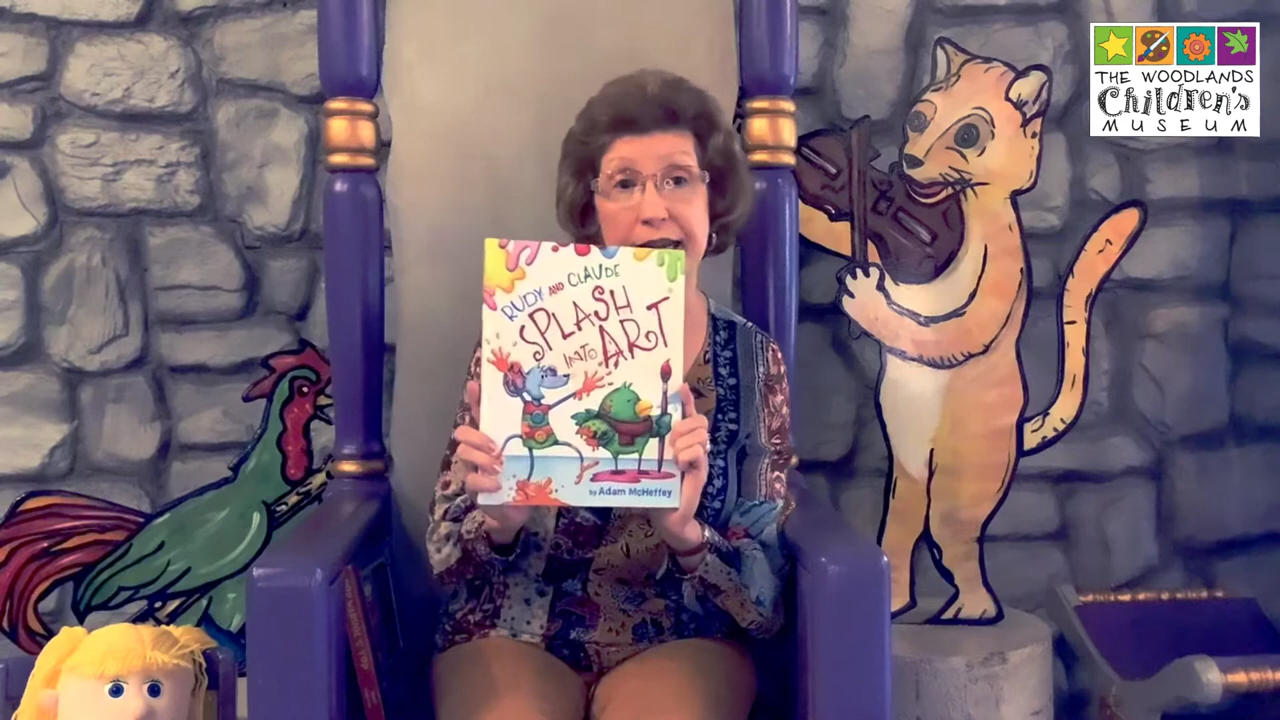 THE WOODLANDS
Children's
MUSEUM
RUDY AND CLAUDE
SPLASH
INTO ART
by Adam McHeffey